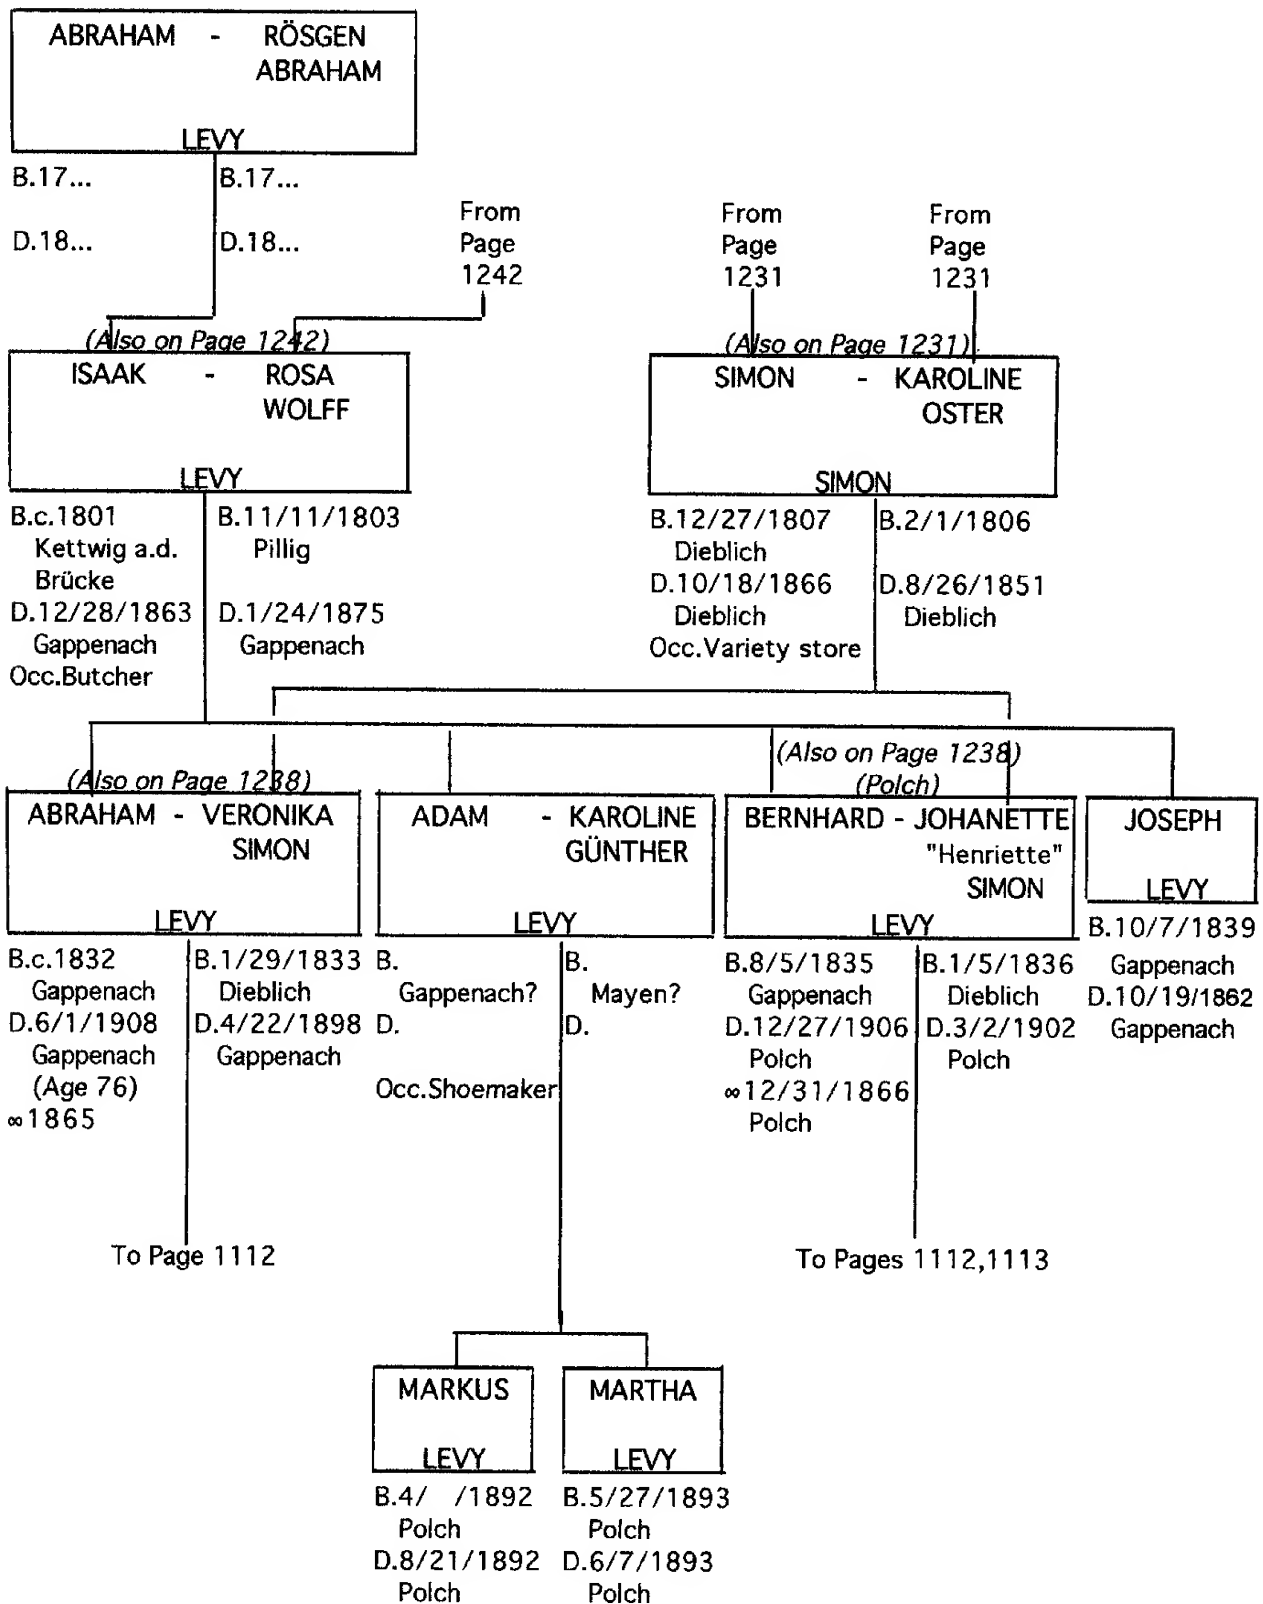 ABRAHAM - RÖSGEN
ABRAHAM
LEVY
B.17... B.17...
D.18... D.18...
From
Page
1242
From
Page
1231
From
Page
1231
(Also on Page 1242)
ISAAK - ROSA
WOLFF
LEVY
B.c.1801
Kettwig a.d.
Brücke
D.12/28/1863
Gappenach
Occ.Butcher
B.11/11/1803
Pillig
D.1/24/1875
Gappenach
(Also on Page 1231)
SIMON - KAROLINE
OSTER
SIMON
B.12/27/1807
Dieblich
D.10/18/1866
Dieblich
Occ.Variety store
B.2/1/1806
D.8/26/1851
Dieblich
(Also on Page 1238)
ABRAHAM - VERONIKA
SIMON
LEVY
B.c.1832
Gappenach
D.6/1/1908
Gappenach
(Age 76)
∞1865
B.1/29/1833
Dieblich
D.4/22/1898
Gappenach
To Page 1112
ADAM - KAROLINE
GÜNTHER
LEVY
B.
Gappenach?
D.
Occ.Shoemaker
B.
Mayen?
D.
(Also on Page 1238)
(Polch)
BERNHARD - JOHANETTE
"Henriette"
SIMON
LEVY
B.8/5/1835
Gappenach
D.12/27/1906
Polch
∞12/31/1866
Polch
B.1/5/1836
Dieblich
D.3/2/1902
Polch
To Pages 1112,1113
JOSEPH
LEVY
B.10/7/1839
Gappenach
D.10/19/1862
Gappenach
MARKUS
LEVY
B.4/ /1892
Polch
D.8/21/1892
Polch
MARTHA
LEVY
B.5/27/1893
Polch
D.6/7/1893
Polch